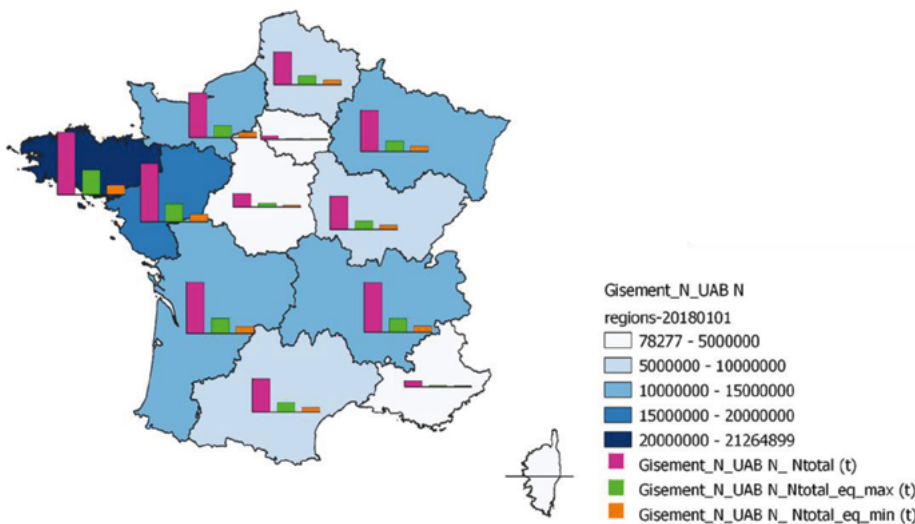 Gisement_N_UAB N
regions-20180101
78277 - 5000000
5000000 - 10000000
10000000 - 15000000
15000000 - 20000000
20000000 - 21264899
Gisement_N_UAB N_ Ntotal (t)
Gisement_N_UAB N_Ntotal_eq_max (t)
Gisement_N_UAB N_ Ntotal_eq_min (t)